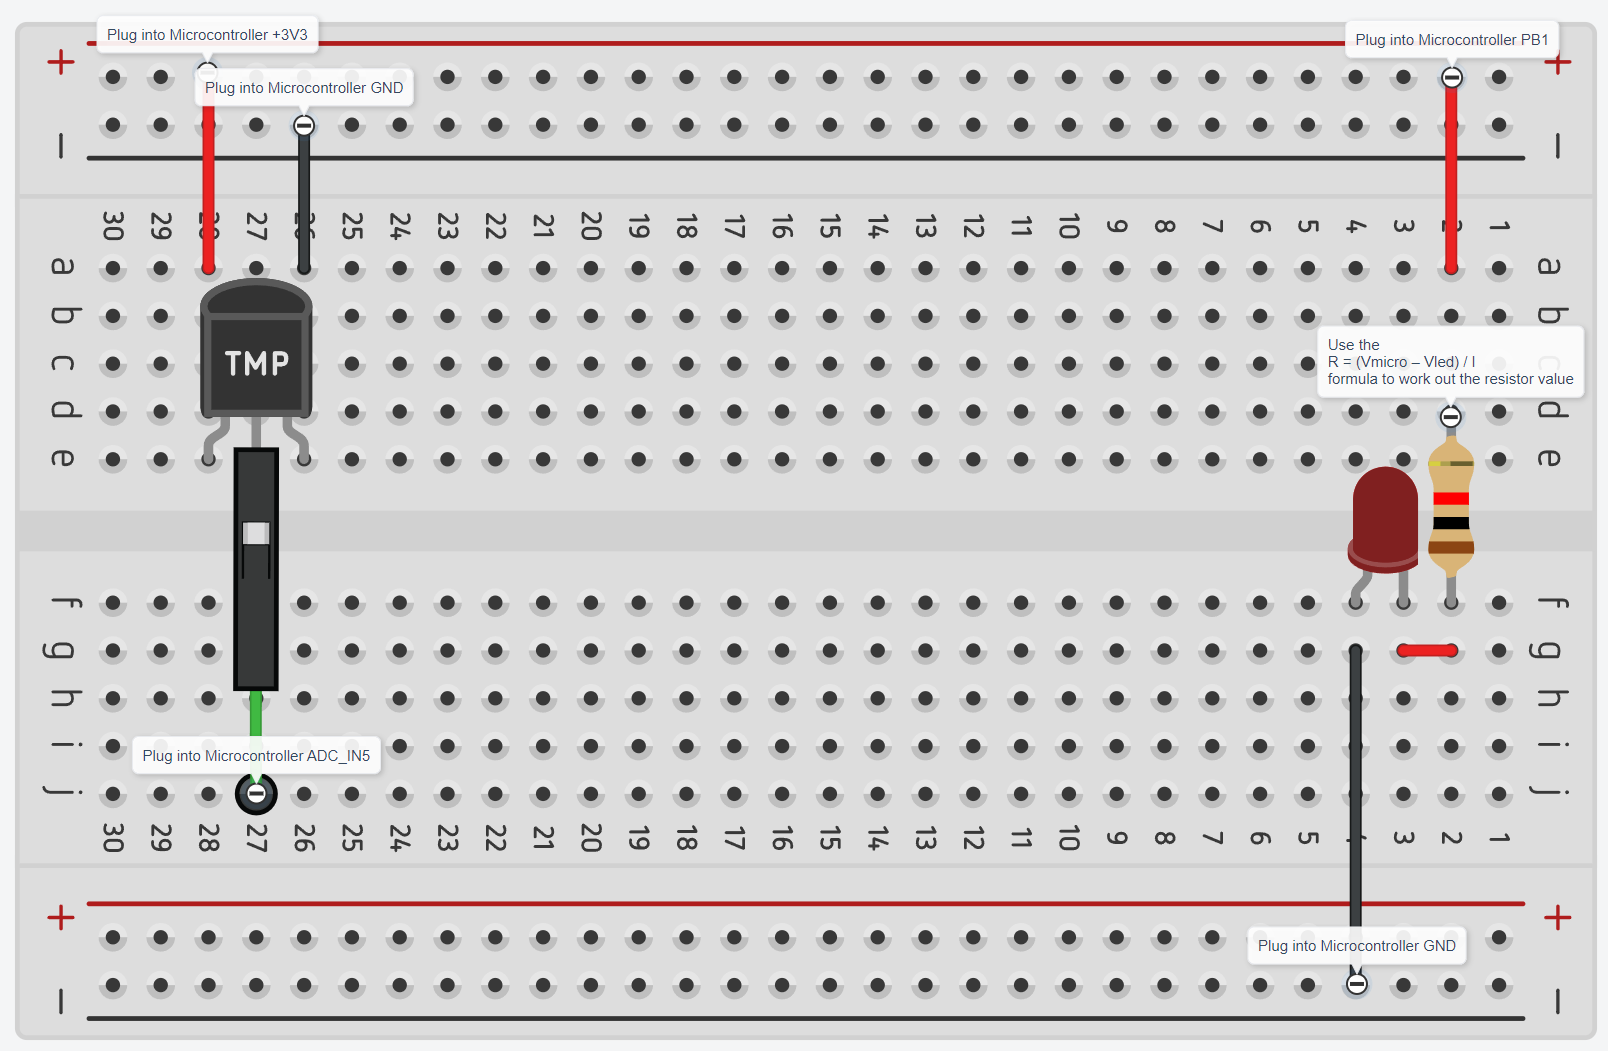 Plug into Microcontroller +3V3
Plug into Microcontroller PB1
Plug into Microcontroller GND
+ +
30 29 27 25 24 23 22 21 20 19 18 17 16 15 14 13 12 11 10 9 8 7 6 5 4 3 1
a a
b b
Use the
R = (Vmicro – Vled) / I
formula to work out the resistor value
TMP
c
d d
e e
f f
g g
h h
i i
j j
Plug into Microcontroller ADC_IN5
30 29 28 27 26 25 24 23 22 21 20 19 18 17 16 15 14 13 12 11 10 9 8 7 6 5 3 2 1
+ +
Plug into Microcontroller GND